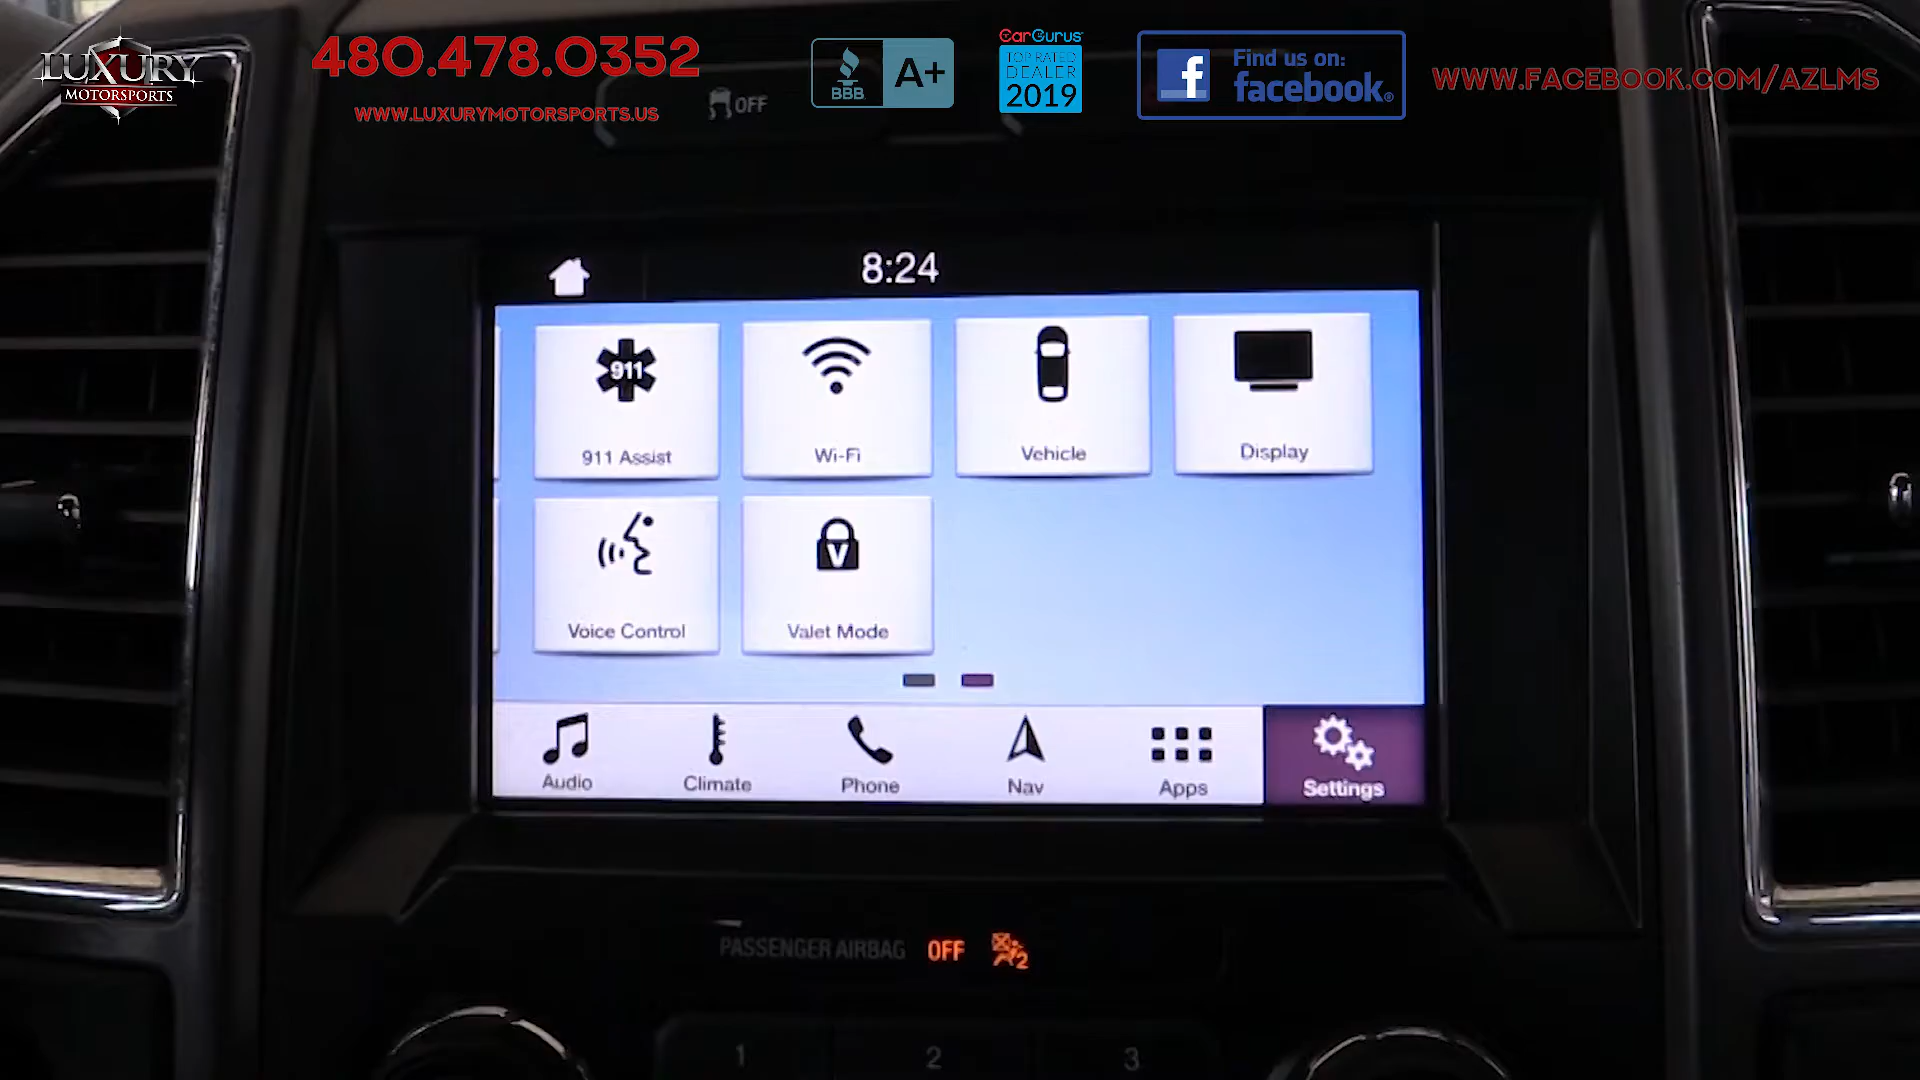 LUXURY
MOTORSPORTS
480.478.0352
WWW.LUXURYMOTORSPORTS.US
BBB
A+
CarGurus
TOP RATED
DEALER
2019
Find us on:
facebook®
WWW.FACEBOOK.COM/AZLMS
OFF
8:24
911
911 Assist
Wi-Fi
Vehicle
Display
V
Voice Control
Valet Mode
Audio
Climate
Phone
Nav
Apps
Settings
PASSENGER AIRBAG OFF 2
1 2 3